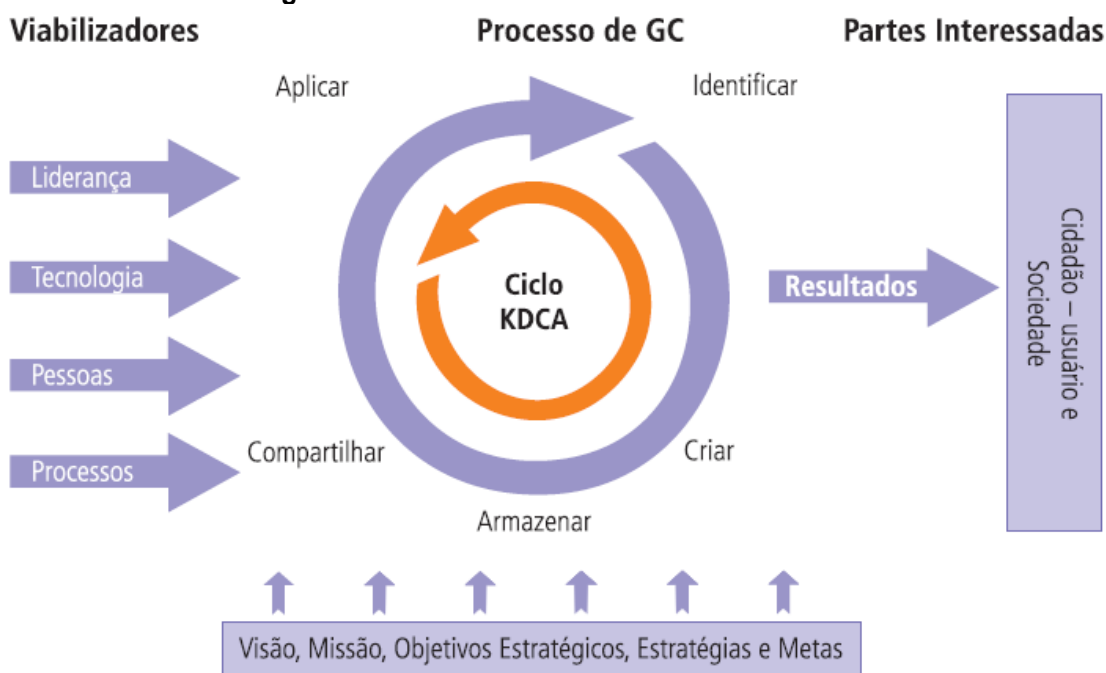 Viabilizadores
Processo de GC
Partes Interessadas
Aplicar
Identificar
Liderança
Tecnologia
Pessoas
Processos
Ciclo
KDCA
Compartilhar
Criar
Armazenar
Resultados
Cidadão – usuário e
Sociedade
Visão, Missão, Objetivos Estratégicos, Estratégias e Metas